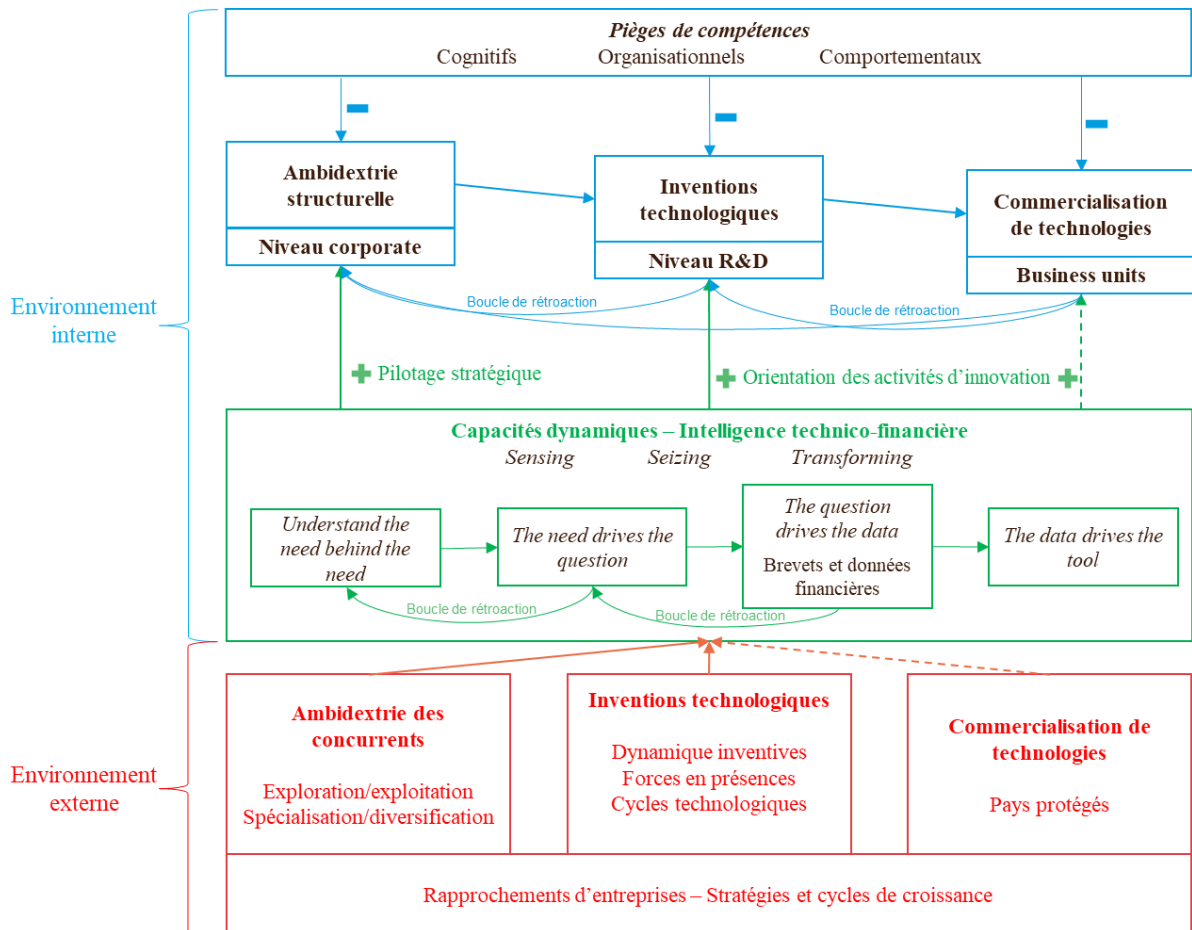 Pièges de compétences
Cognitifs Organisationnels Comportementaux
Ambidextrie
structurelle
Niveau corporate
Inventions
technologiques
Niveau R&D
Commercialisation
de technologies
Business units
Boucle de rétroaction
Boucle de rétroaction
Environnement
interne
Pilotage stratégique
Orientation des activités d'innovation
Capacités dynamiques – Intelligence technico-financière
Sensing Seizing Transforming
Understand the
need behind the
need
The need drives the
question
The question
drives the data
Brevets et données
financières
The data drives the
tool
Boucle de rétroaction
Boucle de rétroaction
Environnement
externe
Ambidextrie des
concurrents
Exploration/exploitation
Spécialisation/diversification
Inventions technologiques
Dynamique inventives
Forces en présences
Cycles technologiques
Commercialisation de
technologies
Pays protégés
Rapprochements d'entreprises – Stratégies et cycles de croissance